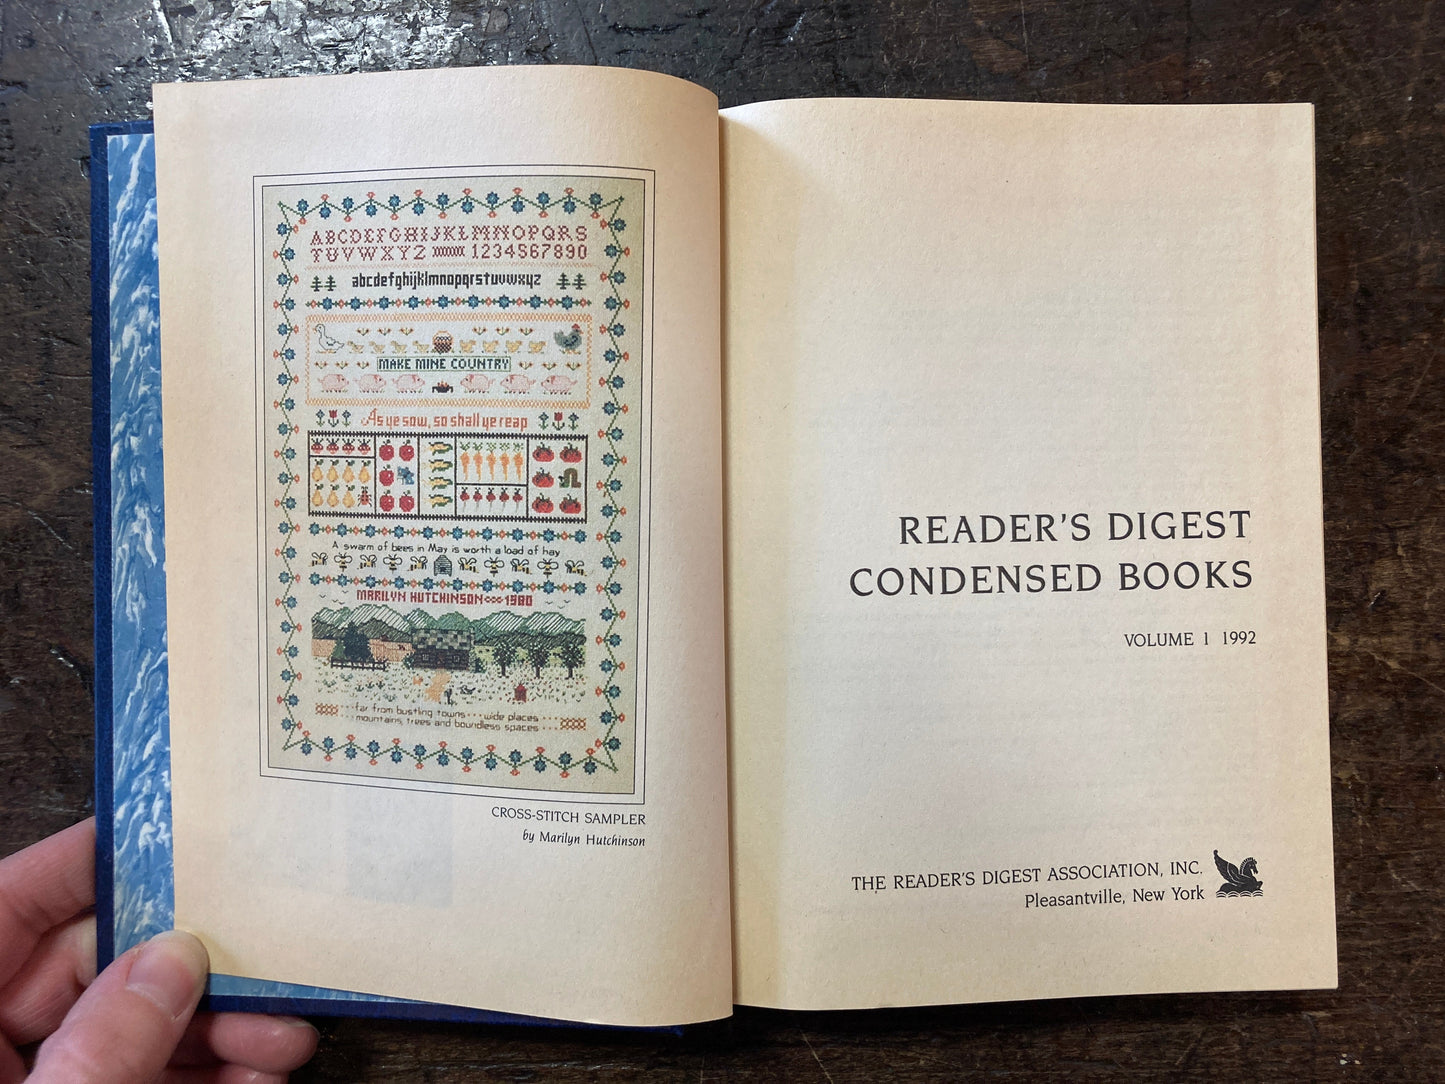 ABCDEFGHIJKLMNOPQRS
TUVWXYZ 1234567890
abcdefghijklmnopqrstuvwxyz
MAKE MINE COUNTRY
As ye sow, so shall ye reap
A swarm of bees in May is worth a load of hay
MARILYN HUTCHINSON 1980
far from bustling towns ... wide places ...
mountains, trees and boundless spaces ...
CROSS-STITCH SAMPLER
by Marilyn Hutchinson
READER'S DIGEST
CONDENSED BOOKS
VOLUME 1 1992
THE READER'S DIGEST ASSOCIATION, INC.
Pleasantville, New York